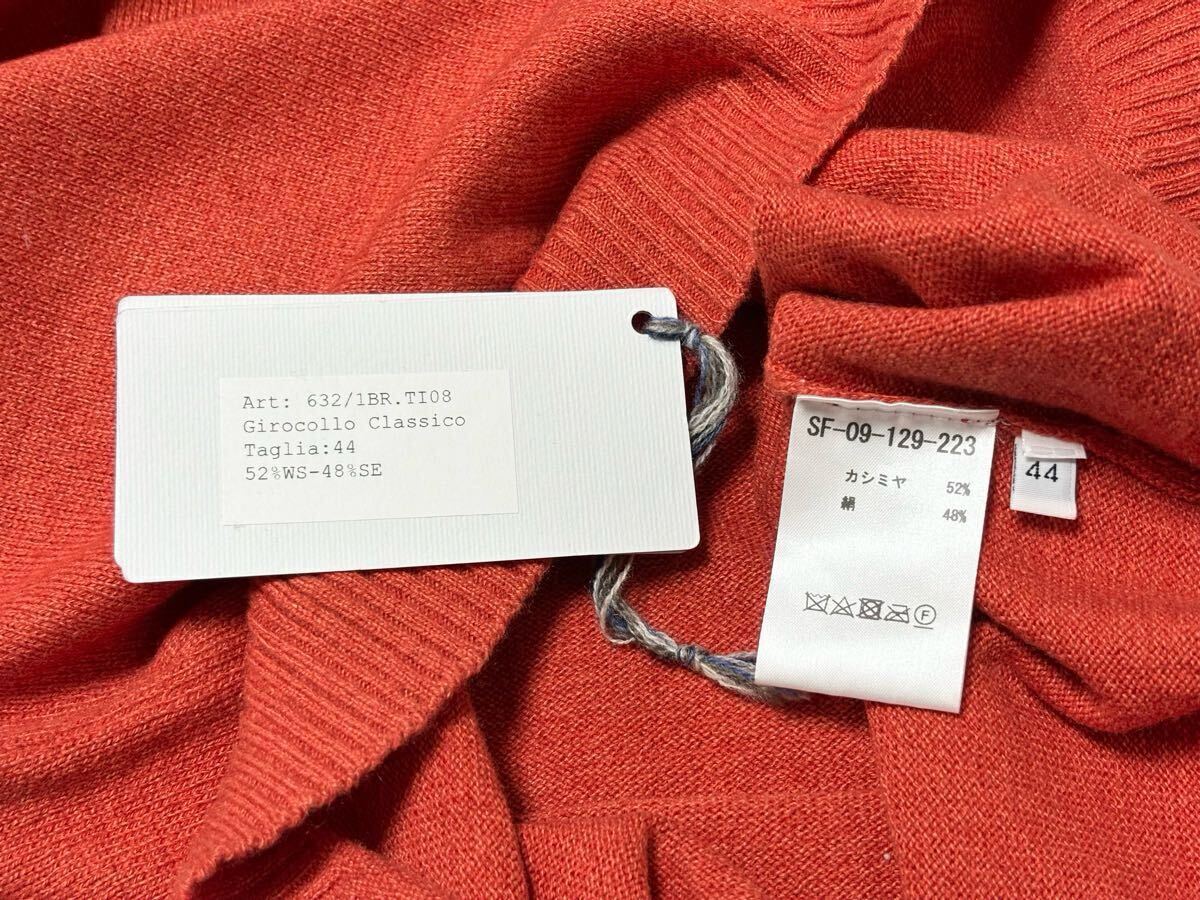 Art: 632/1BR.TI08
Girocollo Classico
Taglia:44
52%WS-48%SE
SF-09-129-223
カシミヤ 52%
絹 48%
F
44